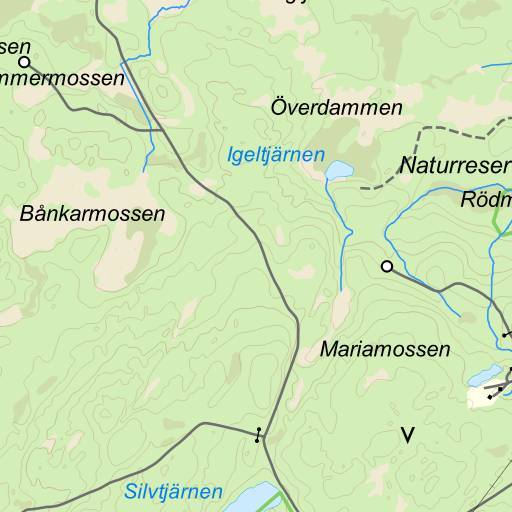 Överdammen
Igeltjärnen
Bånkarmossen
Mariamossen
Silvtjärnen